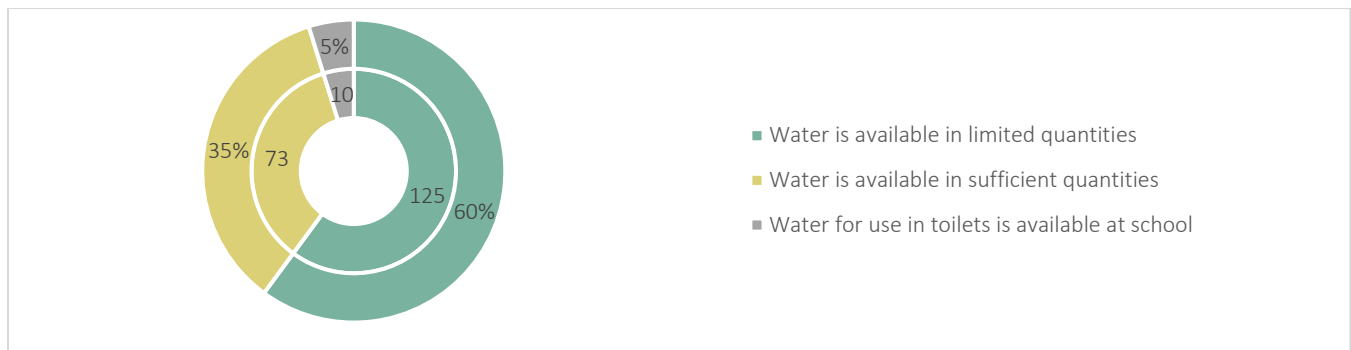 5%
10
35%
73
125
60%
Water is available in limited quantities
Water is available in sufficient quantities
Water for use in toilets is available at school